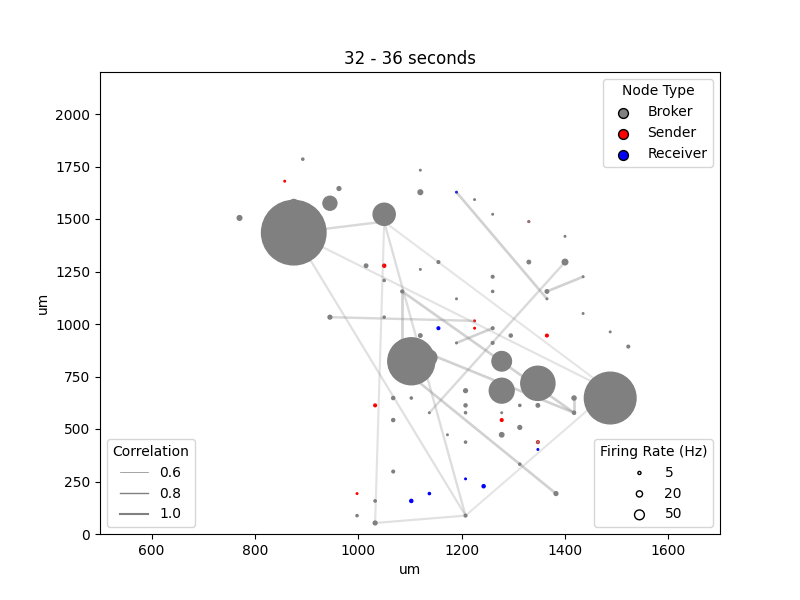 32 - 36 seconds
um
2000
1750
1500
1250
1000
750
500
250
0
600
800
1000
1200
1400
1600
um
Node Type
Broker
Sender
Receiver
Correlation
0.6
0.8
1.0
Firing Rate (Hz)
5
20
50